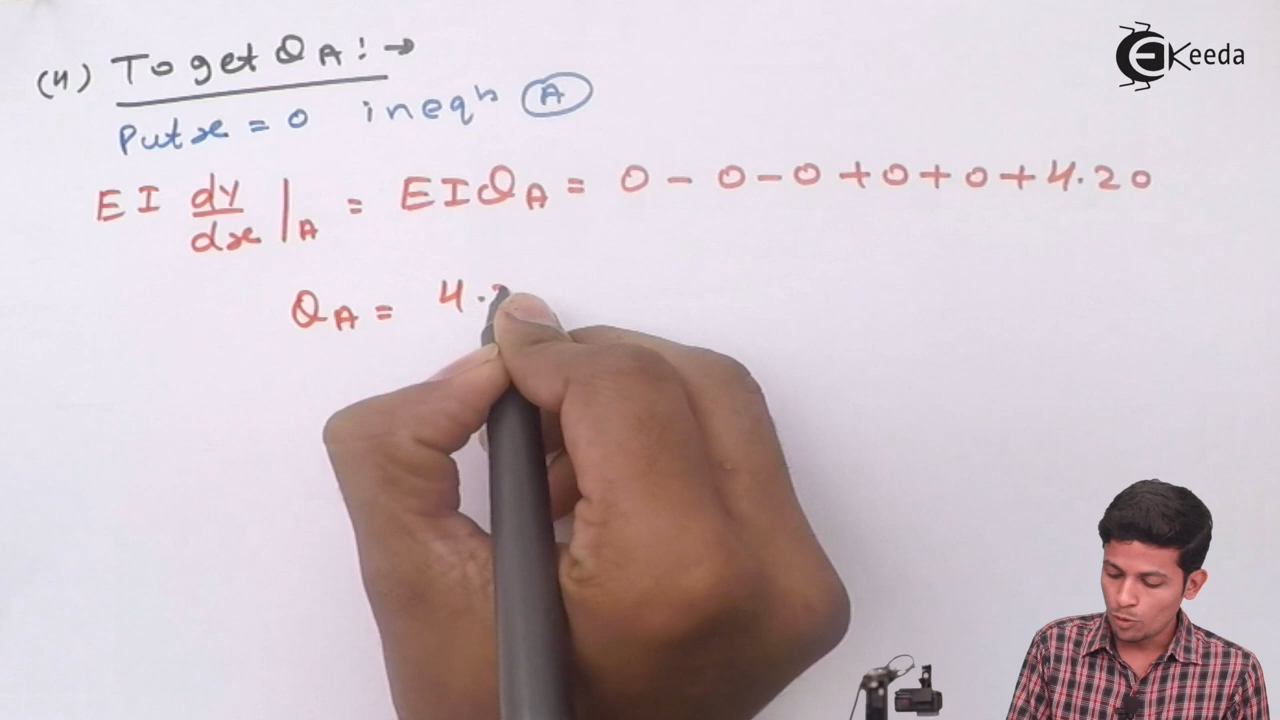 (4) To get θA: →
Put x = 0 in eqn (A)
EI dy/dx |A = EIθA = 0 - 0 - 0 + 0 + 0 + 4.20
θA = 4.2
EKeeda